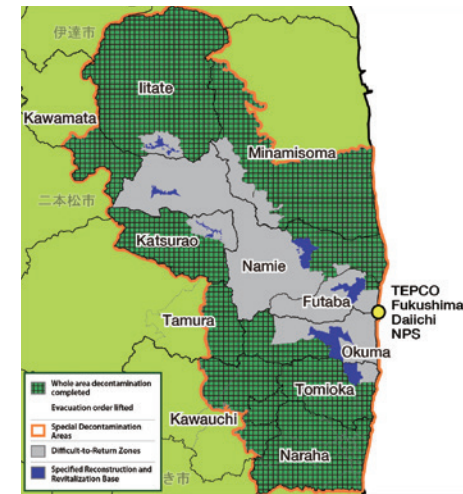 伊達市
Iitate
Kawamata
Minamisoma
二本松市
Katsurao
Namie
TEPCO
Fukushima
Daiichi
NPS
Futaba
Tamura
Okuma
Tomioka
Whole area decontamination
completed
Evacuation order lifted
Special Decontamination
Areas
Difficult-to-Return Zones
Specified Reconstruction and
Revitalization Base
Kawauchi
Naraha
き市